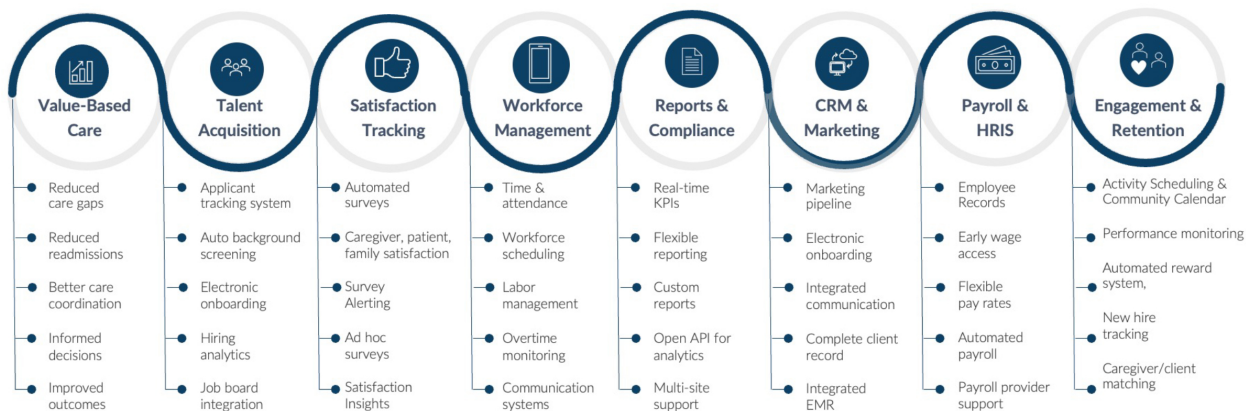 Value-Based
Care
Reduced
care gaps
Reduced
readmissions
Better care
coordination
Informed
decisions
Improved
outcomes
Talent
Acquisition
Applicant
tracking system
Auto background
screening
Electronic
onboarding
Hiring
analytics
Job board
integration
Satisfaction
Tracking
Automated
surveys
Caregiver, patient,
family satisfaction
Survey
Alerting
Ad hoc
surveys
Satisfaction
Insights
Workforce
Management
Time &
attendance
Workforce
scheduling
Labor
management
Overtime
monitoring
Communication
systems
Reports &
Compliance
Real-time
KPIs
Flexible
reporting
Custom
reports
Open API for
analytics
Multi-site
support
CRM &
Marketing
Marketing
pipeline
Electronic
onboarding
Integrated
communication
Complete client
record
Integrated
EMR
Payroll &
HRIS
Employee
Records
Early wage
access
Flexible
pay rates
Automated
payroll
Payroll provider
support
Engagement &
Retention
Activity Scheduling &
Community Calendar
Performance monitoring
Automated reward
system,
New hire
tracking
Caregiver/client
matching